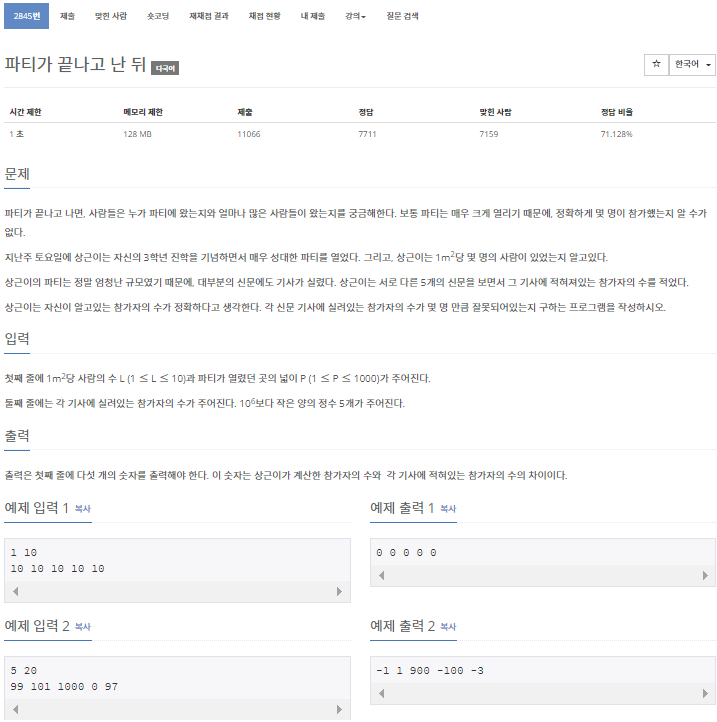 2845번 제출 맞힌 사람 숏코딩 재채점 결과 채점 현황 내 제출 강의 질문 검색
파티가 끝나고 난 뒤 다국어
☆ 한국어
시간 제한 메모리 제한 제출 정답 맞힌 사람 정답 비율
1 초 128 MB 11066 7711 7159 71.128%
문제
파티가 끝나고 나면, 사람들은 누가 파티에 왔는지와 얼마나 많은 사람들이 왔는지를 궁금해한다. 보통 파티는 매우 크게 열리기 때문에, 정확하게 몇 명이 참가했는지 알 수가
없다.
지난주 토요일에 상근이는 자신의 3학년 진학을 기념하면서 매우 성대한 파티를 열었다. 그리고, 상근이는 1m²당 몇 명의 사람이 있었는지 알고있다.
상근이의 파티는 정말 엄청난 규모였기 때문에, 대부분의 신문에도 기사가 실렸다. 상근이는 서로 다른 5개의 신문을 보면서 그 기사에 적혀져있는 참가자의 수를 적었다.
상근이는 자신이 알고있는 참가자의 수가 정확하다고 생각한다. 각 신문 기사에 실려있는 참가자의 수가 몇 명 만큼 잘못되어있는지 구하는 프로그램을 작성하시오.
입력
첫째 줄에 1m²당 사람의 수 L (1 ≤ L ≤ 10)과 파티가 열렸던 곳의 넓이 P (1 ≤ P ≤ 1000)가 주어진다.
둘째 줄에는 각 기사에 실려있는 참가자의 수가 주어진다. 10⁶보다 작은 양의 정수 5개가 주어진다.
출력
출력은 첫째 줄에 다섯 개의 숫자를 출력해야 한다. 이 숫자는 상근이가 계산한 참가자의 수와 각 기사에 적혀있는 참가자의 수의 차이이다.
예제 입력 1 복사
1 10
10 10 10 10 10
예제 출력 1 복사
0 0 0 0 0
예제 입력 2 복사
5 20
99 101 1000 0 97
예제 출력 2 복사
-1 1 900 -100 -3